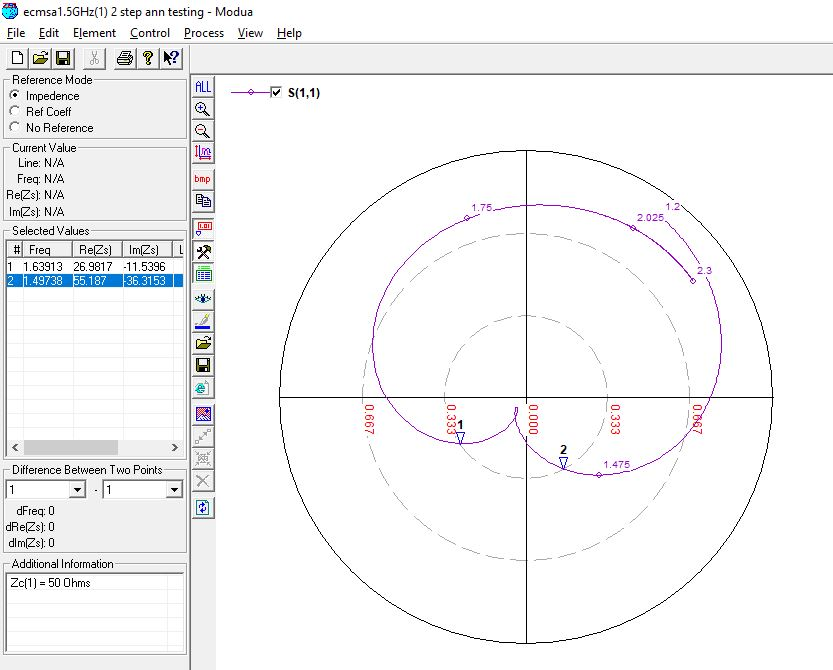 ecmsa1.5GHz(1) 2 step ann testing - Modua
File Edit Element Control Process View Help
Reference Mode
Impedence
Ref Coeff
No Reference
Current Value
Line: N/A
Freq: N/A
Re(Zs): N/A
Im(Zs): N/A
Selected Values
# Freq Re(Zs) Im(Zs) L
1 1.63913 26.9817 -11.5396
2 1.49738 55.187 -36.3153
Difference Between Two Points
1 - 1
dFreq: 0
dRe(Zs): 0
dIm(Zs): 0
Additional Information
Zc(1) = 50 Ohms
ALL
bmp
1.01
S(1,1)
1.75
1.2
2.025
2.3
0.667
0.333
0.000
0.333
0.667
1
2
1.475